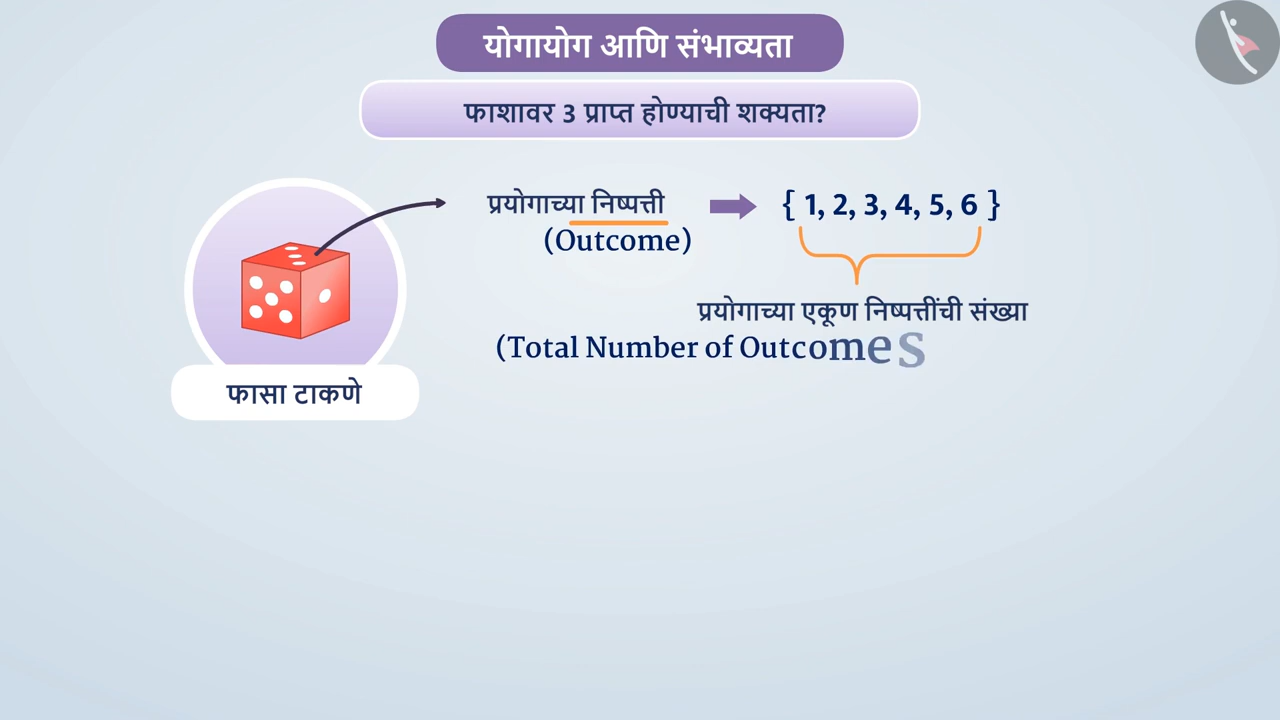 योगायोग आणि संभाव्यता
फाशावर 3 प्राप्त होण्याची शक्यता?
प्रयोगाच्या निष्पत्ती
{ 1, 2, 3, 4, 5, 6 }
(Outcome)
प्रयोगाच्या एकूण निष्पत्तींची संख्या
(Total Number of Outcomes
फासा टाकणे